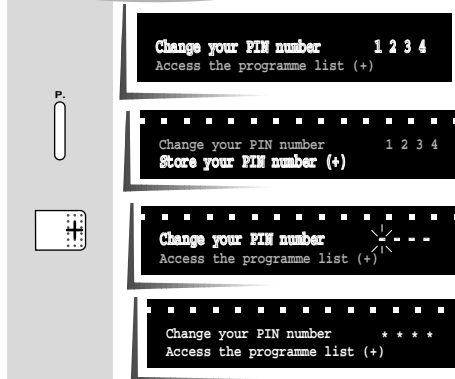 Change your PIN number 1 2 3 4
Access the programme list (+)
P.
Change your PIN number 1 2 3 4
Store your PIN number (+)
+
Change your PIN number - - - -
Access the programme list (+)
Change your PIN number * * * *
Access the programme list (+)